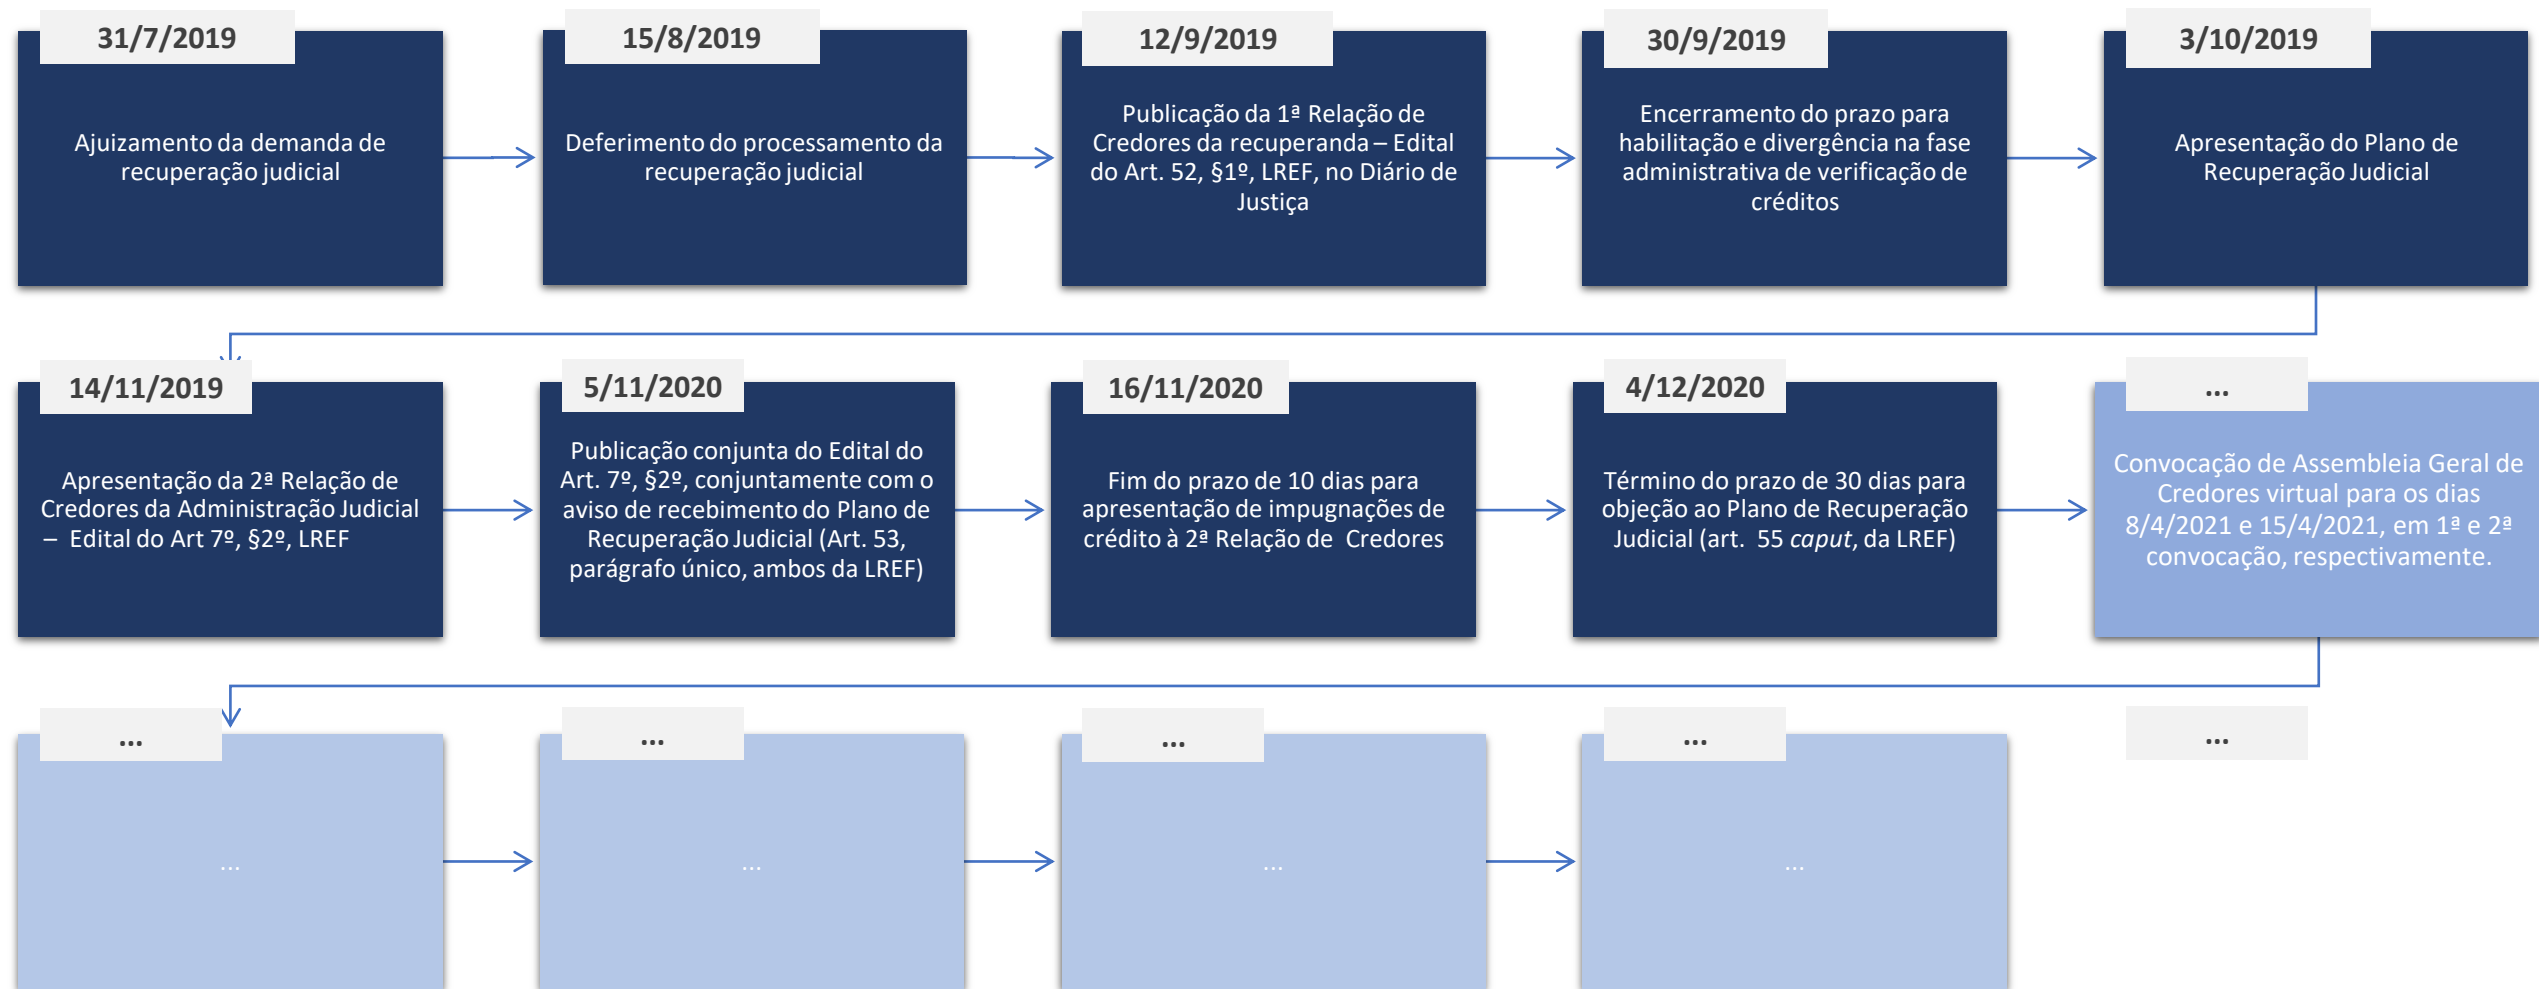 31/7/2019
Ajuizamento da demanda de
recuperação judicial
15/8/2019
Deferimento do processamento da
recuperação judicial
12/9/2019
Publicação da 1ª Relação de
Credores da recuperanda – Edital
do Art. 52, §1º, LREF, no Diário de
Justiça
30/9/2019
Encerramento do prazo para
habilitação e divergência na fase
administrativa de verificação de
créditos
3/10/2019
Apresentação do Plano de
Recuperação Judicial
14/11/2019
Apresentação da 2ª Relação de
Credores da Administração Judicial
– Edital do Art 7º, §2º, LREF
5/11/2020
Publicação conjunta do Edital do
Art. 7º, §2º, conjuntamente com o
aviso de recebimento do Plano de
Recuperação Judicial (Art. 53,
parágrafo único, ambos da LREF)
16/11/2020
Fim do prazo de 10 dias para
apresentação de impugnações de
crédito à 2ª Relação de Credores
4/12/2020
Término do prazo de 30 dias para
objeção ao Plano de Recuperação
Judicial (art. 55 caput, da LREF)
...
Convocação de Assembleia Geral de
Credores virtual para os dias
8/4/2021 e 15/4/2021, em 1ª e 2ª
convocação, respectivamente.
...
...
...
...
...
...
...
...
...